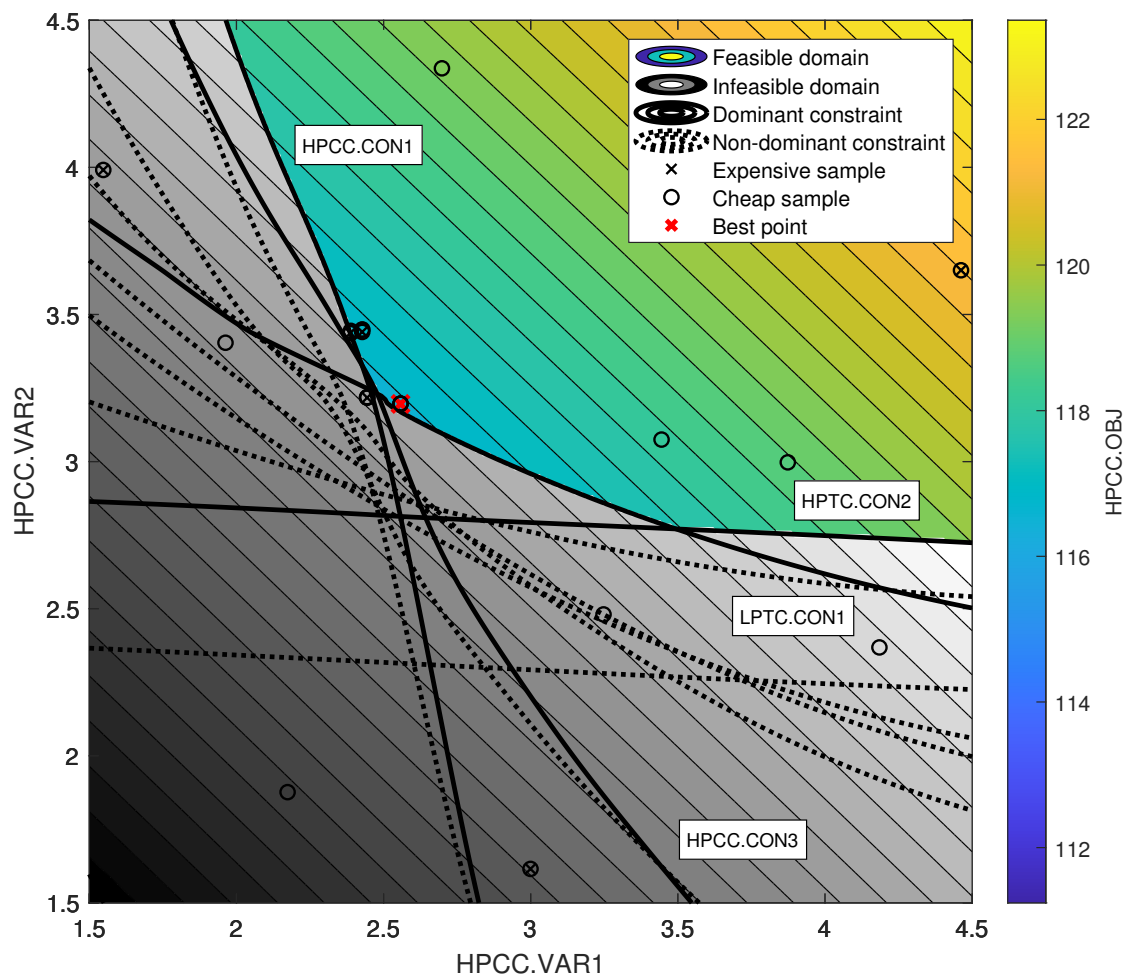 4.5
4
3.5
3
2.5
2
1.5
HPCC.VAR2
1.5
2
2.5
3
3.5
4
4.5
HPCC.VAR1
HPCC.CON1
HPTC.CON2
LPTC.CON1
HPCC.CON3
Feasible domain
Infeasible domain
Dominant constraint
Non-dominant constraint
Expensive sample
Cheap sample
Best point
122
120
118
116
114
112
HPCC.OBJ